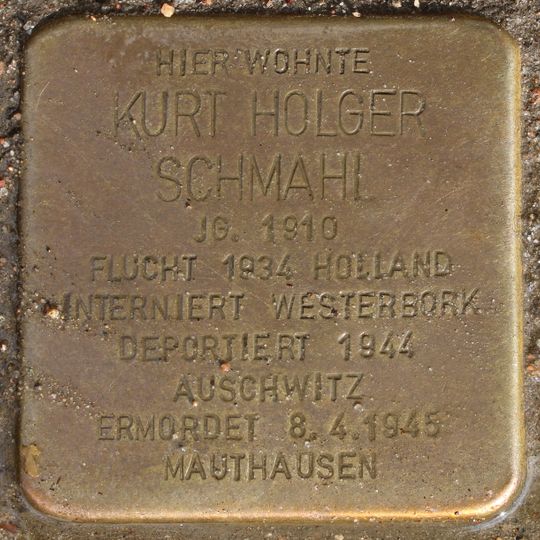 HIER WOHNTE
KURT HOLGER
SCHMAHL
JG. 1910
FLUCHT 1934 HOLLAND
INTERNIERT WESTERBORK
DEPORTIERT 1944
AUSCHWITZ
ERMORDET 8.4.1945
MAUTHAUSEN